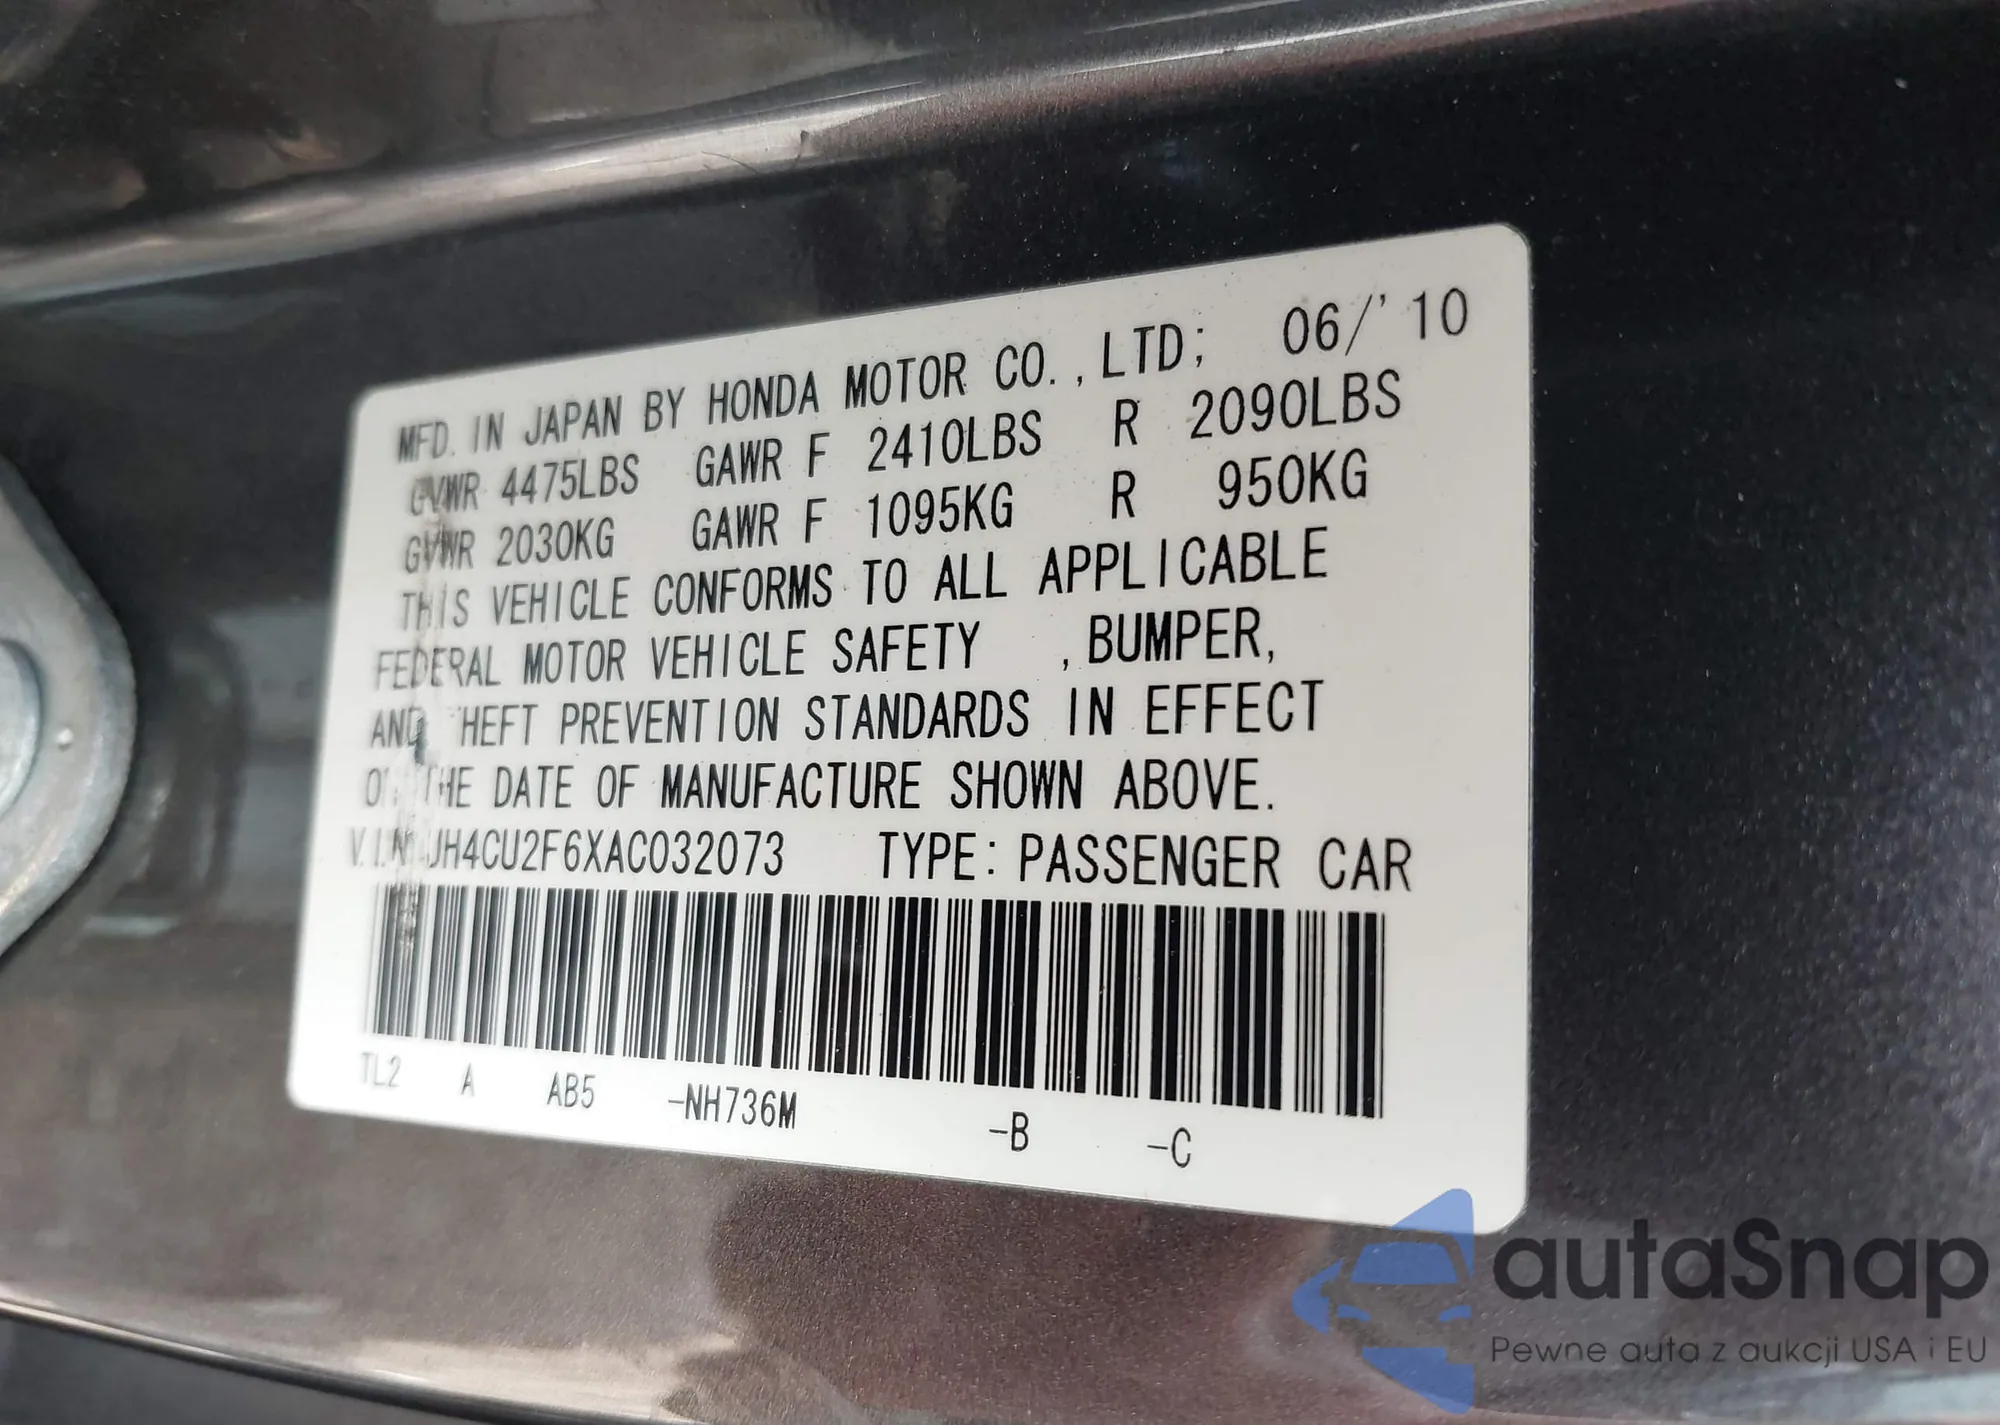 MFD. IN JAPAN BY HONDA MOTOR CO., LTD; 06/'10
GVWR 4475LBS GAWR F 2410LBS R 2090LBS
GVWR 2030KG GAWR F 1095KG R 950KG
THIS VEHICLE CONFORMS TO ALL APPLICABLE
FEDERAL MOTOR VEHICLE SAFETY , BUMPER,
AND THEFT PREVENTION STANDARDS IN EFFECT
ON THE DATE OF MANUFACTURE SHOWN ABOVE.
V.I.N. JH4CU2F6XAC032073 TYPE: PASSENGER CAR
TL2 A AB5 -NH736M -B -C
autaSnap
Pewne auta z aukcji USA i EU